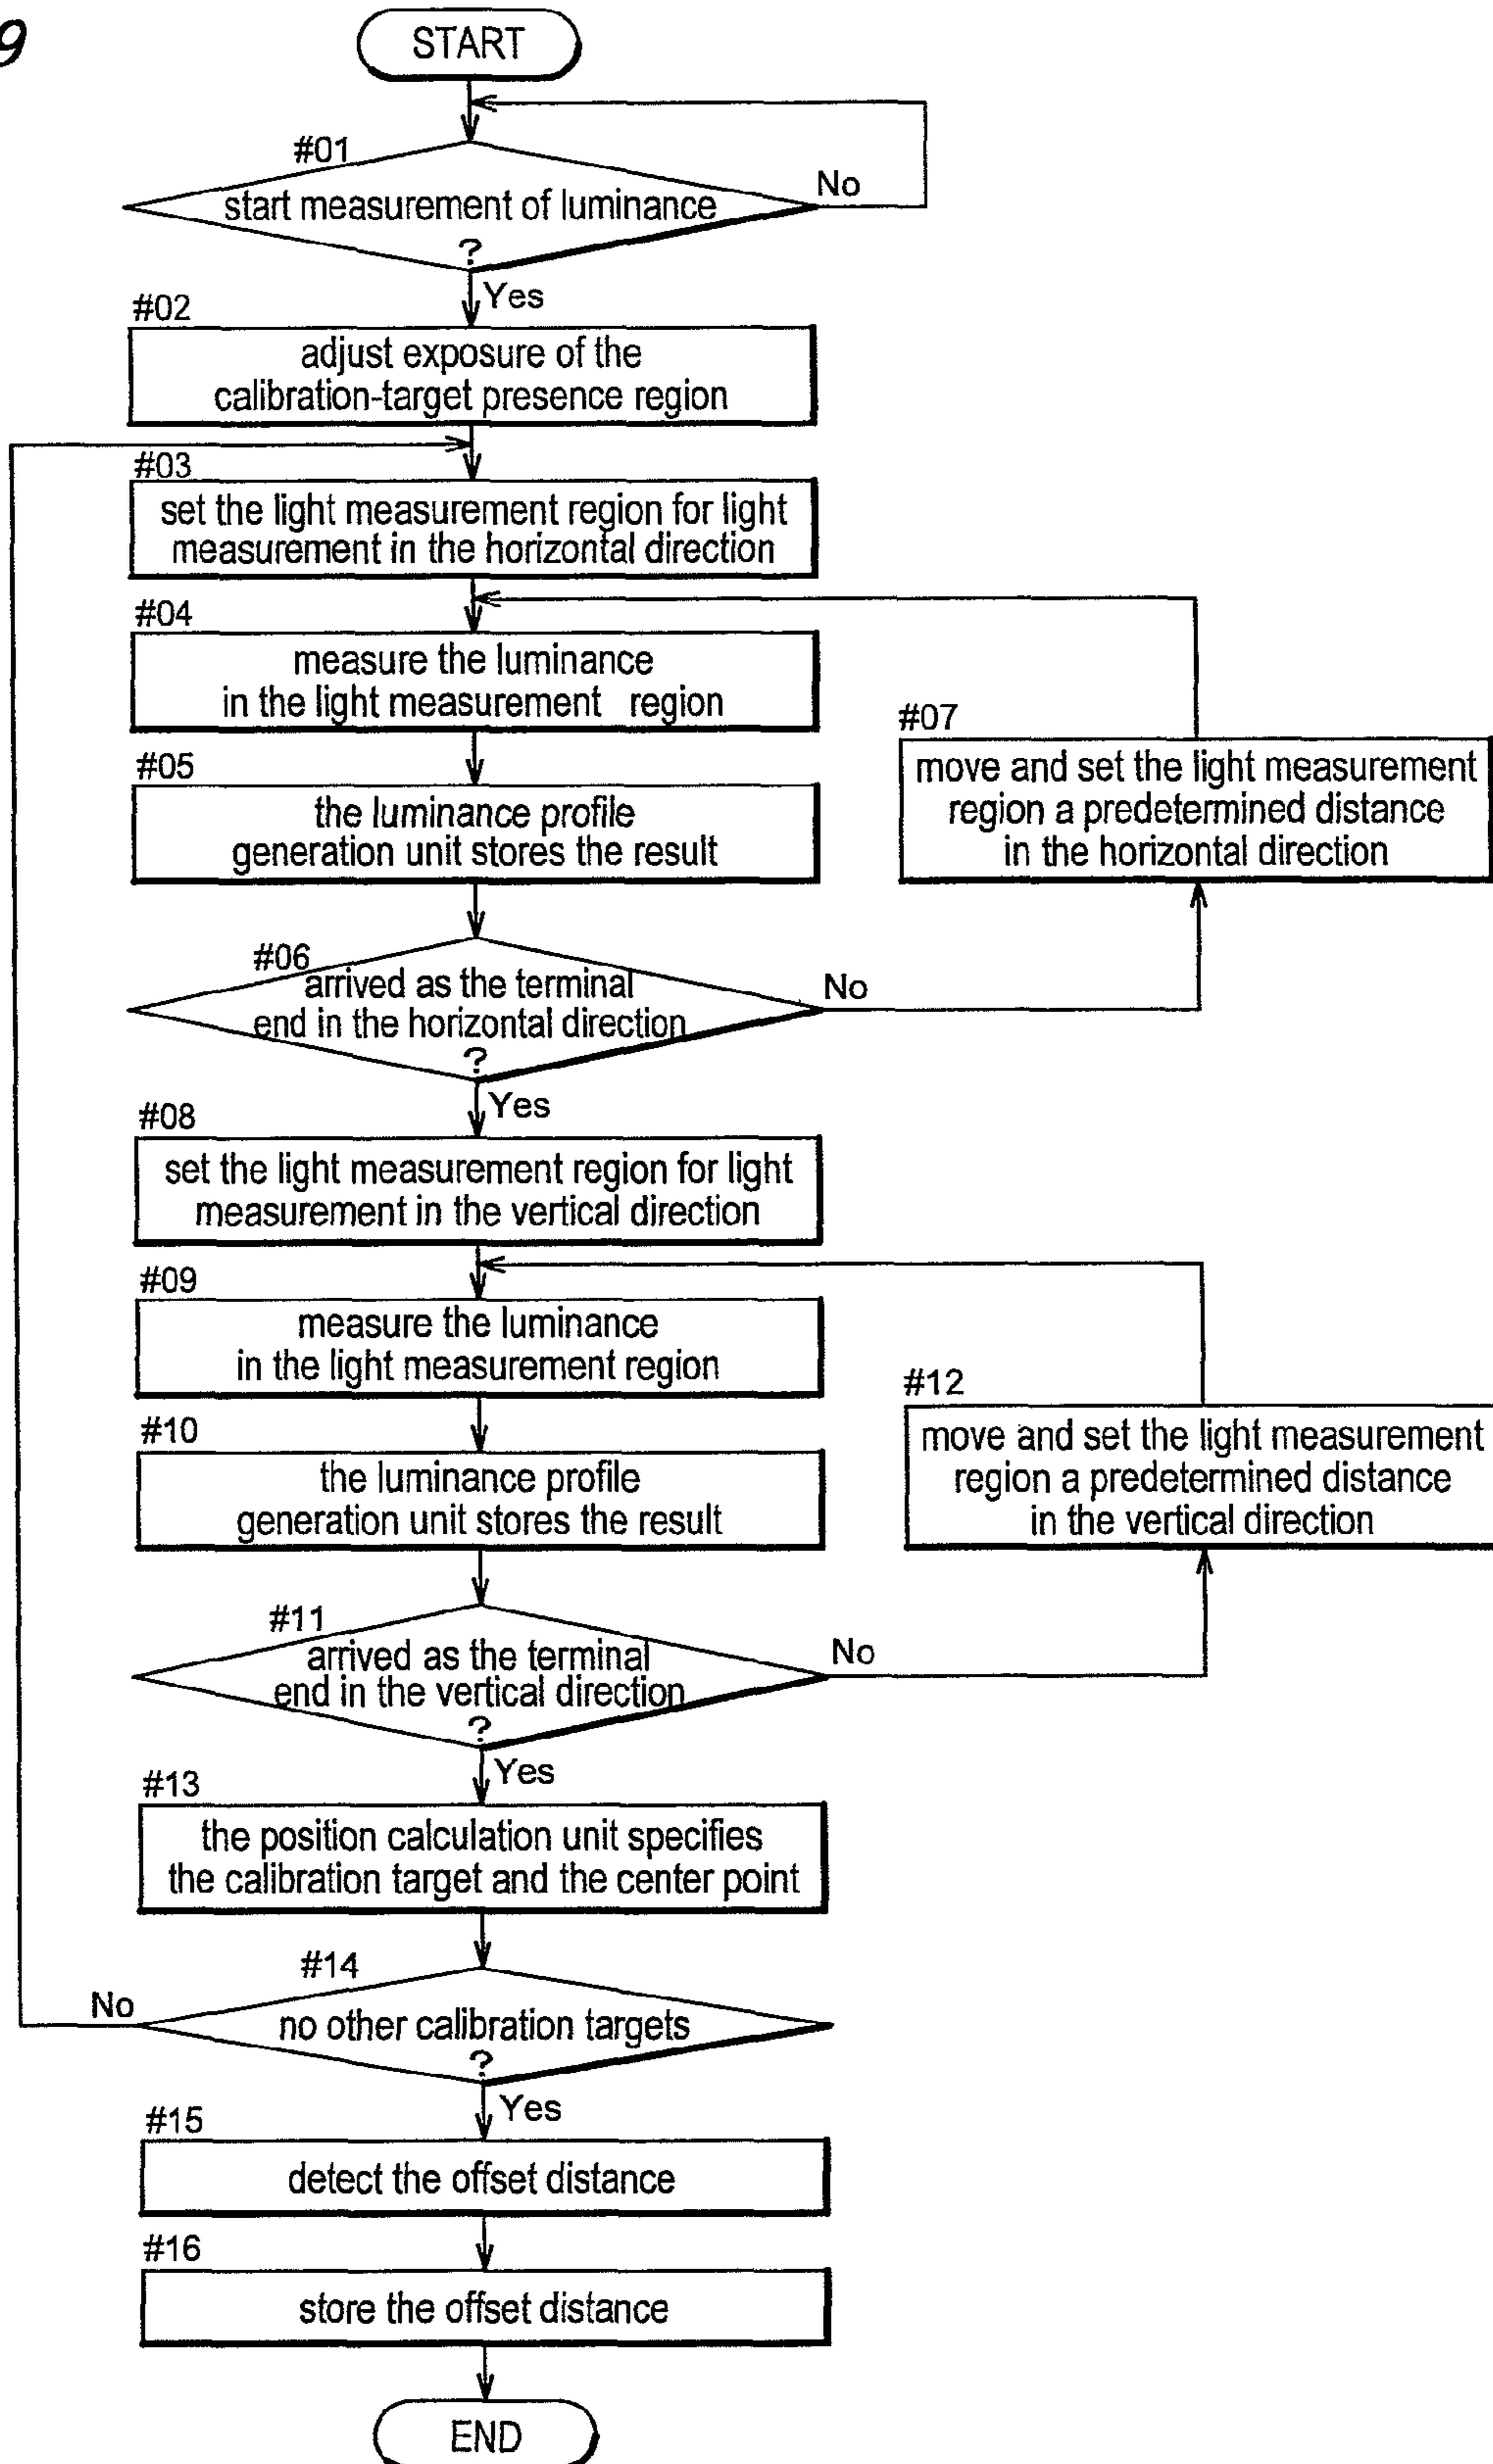 9
START
#01
start measurement of luminance
?
No
Yes
#02
adjust exposure of the
calibration-target presence region
#03
set the light measurement region for light
measurement in the horizontal direction
#04
measure the luminance
in the light measurement region
#05
the luminance profile
generation unit stores the result
#06
arrived as the terminal
end in the horizontal direction
?
No
#07
move and set the light measurement
region a predetermined distance
in the horizontal direction
Yes
#08
set the light measurement region for light
measurement in the vertical direction
#09
measure the luminance
in the light measurement region
#10
the luminance profile
generation unit stores the result
#11
arrived as the terminal
end in the vertical direction
?
No
#12
move and set the light measurement
region a predetermined distance
in the vertical direction
Yes
#13
the position calculation unit specifies
the calibration target and the center point
#14
no other calibration targets
?
No
Yes
#15
detect the offset distance
#16
store the offset distance
END